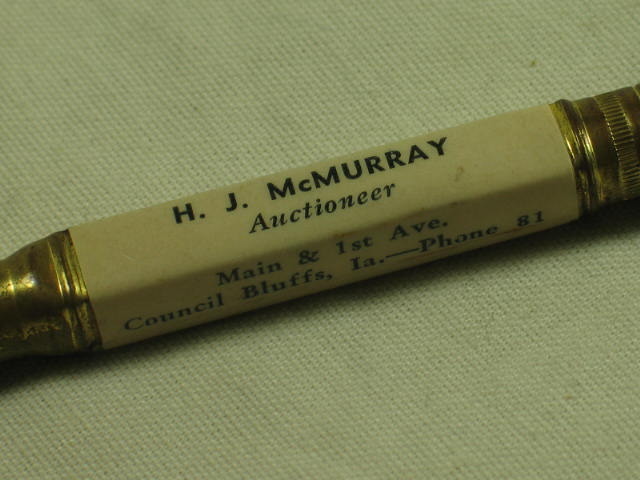 H. J. McMURRAY
Auctioneer
Main & 1st Ave.
Council Bluffs, Ia.—Phone 81